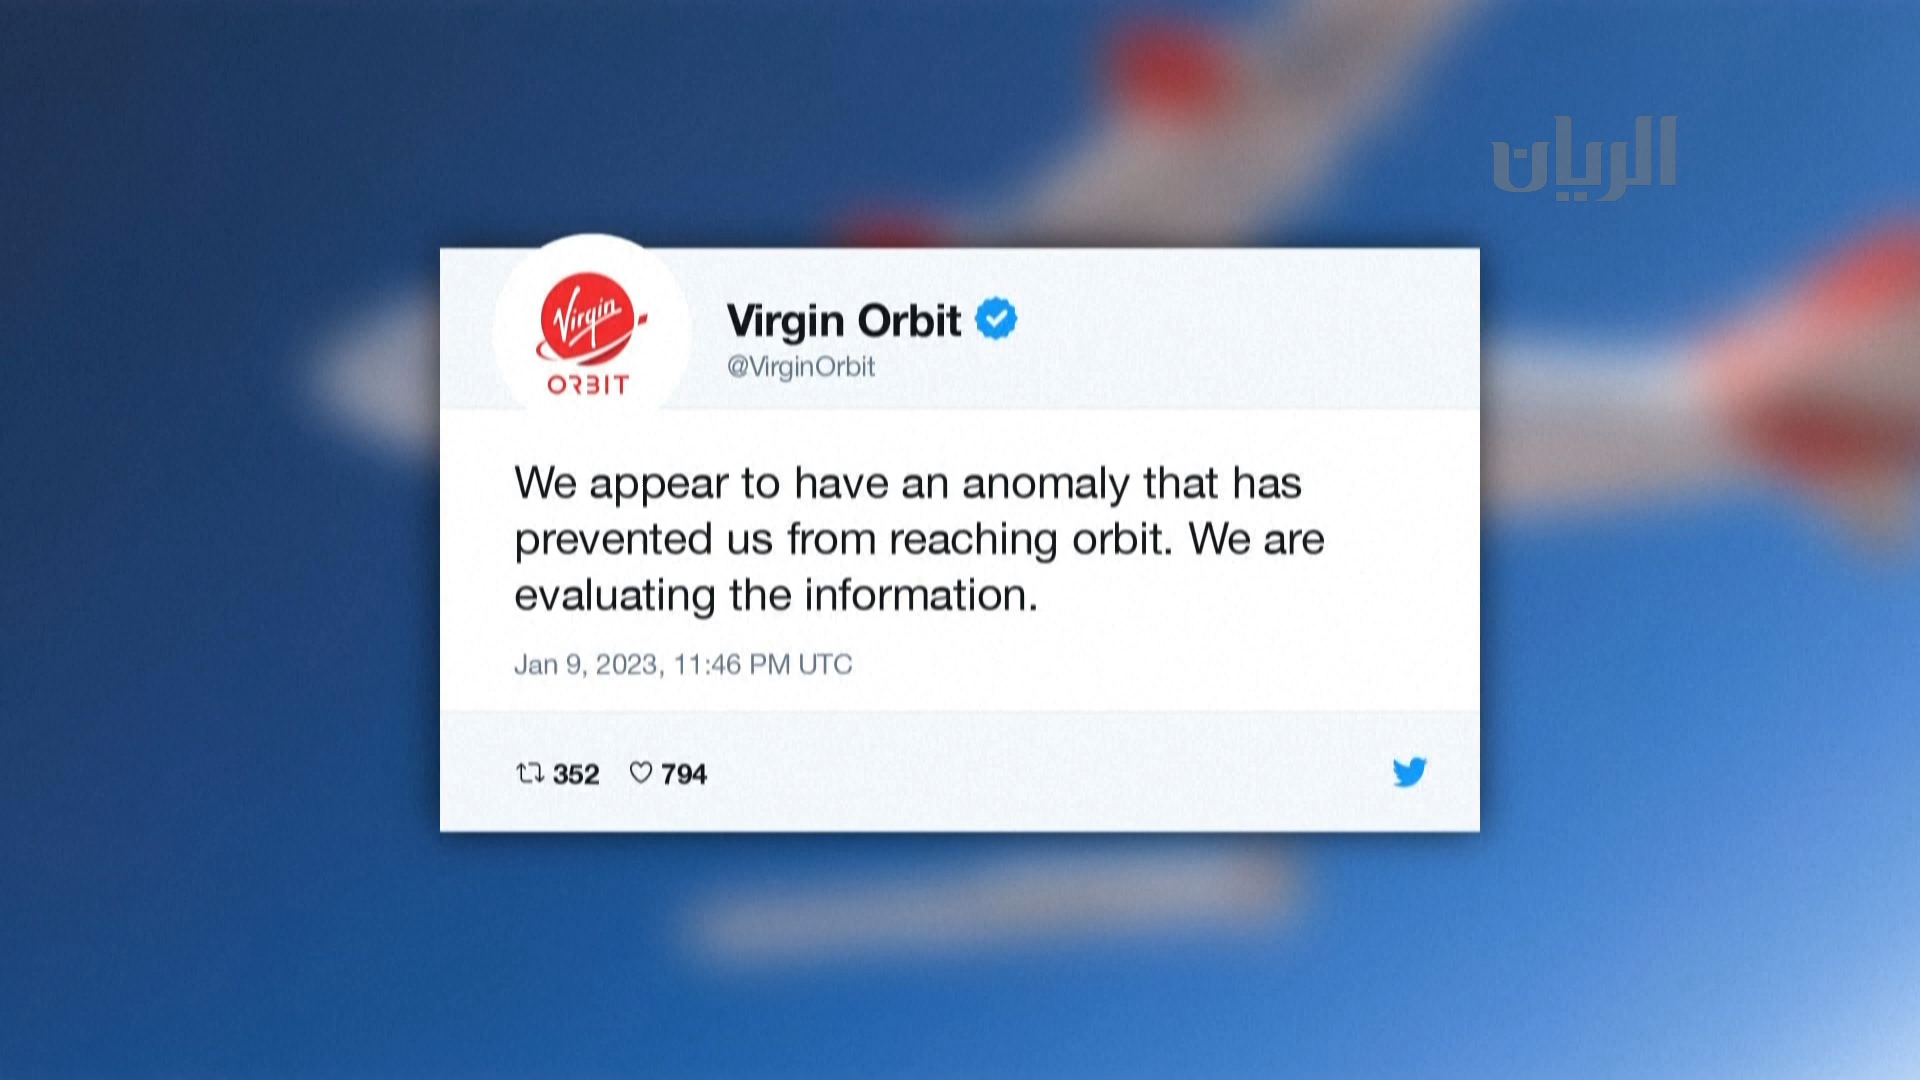 الريان
Virgin
ORBIT
Virgin Orbit
@VirginOrbit
We appear to have an anomaly that has
prevented us from reaching orbit. We are
evaluating the information.
Jan 9, 2023, 11:46 PM UTC
352 794